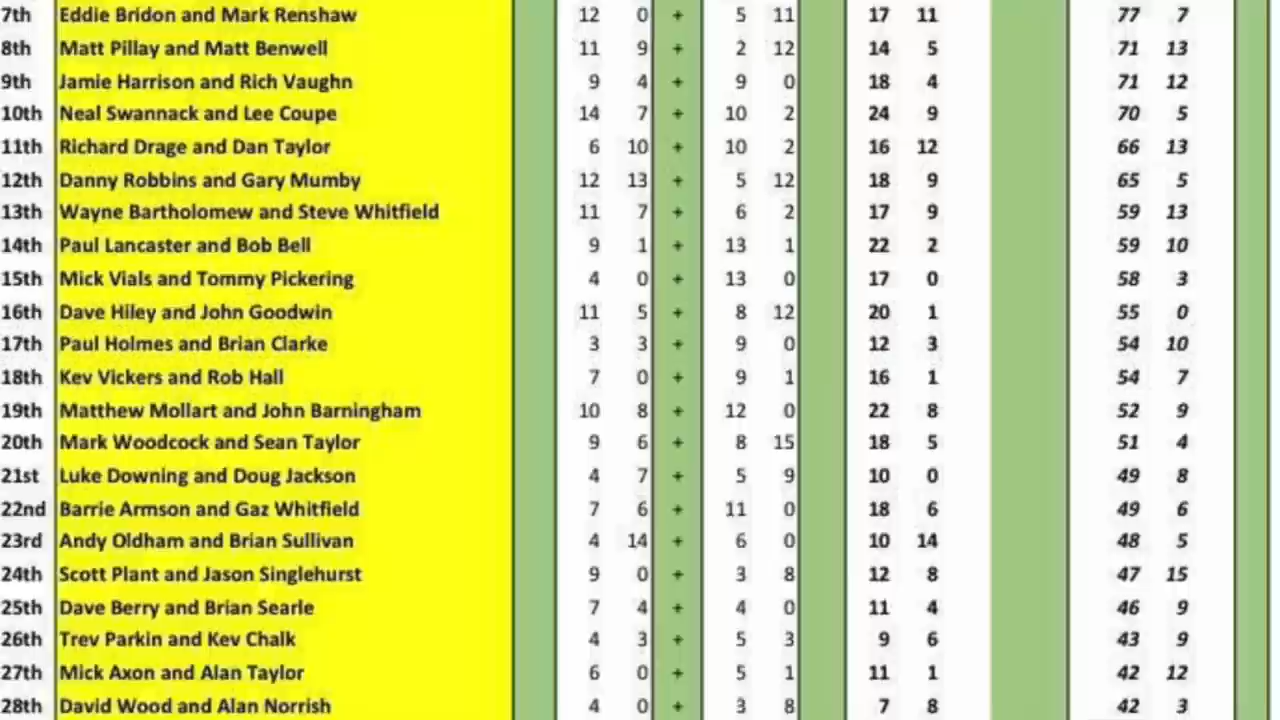 7th Eddie Bridon and Mark Renshaw 12 0 + 5 11 17 11 77 7
8th Matt Pillay and Matt Benwell 11 9 + 2 12 14 5 71 13
9th Jamie Harrison and Rich Vaughn 9 4 + 9 0 18 4 71 12
10th Neal Swannack and Lee Coupe 14 7 + 10 2 24 9 70 5
11th Richard Drage and Dan Taylor 6 10 + 10 2 16 12 66 13
12th Danny Robbins and Gary Mumby 12 13 + 5 12 18 9 65 5
13th Wayne Bartholomew and Steve Whitfield 11 7 + 6 2 17 9 59 13
14th Paul Lancaster and Bob Bell 9 1 + 13 1 22 2 59 10
15th Mick Vials and Tommy Pickering 4 0 + 13 0 17 0 58 3
16th Dave Hiley and John Goodwin 11 5 + 8 12 20 1 55 0
17th Paul Holmes and Brian Clarke 3 3 + 9 0 12 3 54 10
18th Kev Vickers and Rob Hall 7 0 + 9 1 16 1 54 7
19th Matthew Mollart and John Barningham 10 8 + 12 0 22 8 52 9
20th Mark Woodcock and Sean Taylor 9 6 + 8 15 18 5 51 4
21st Luke Downing and Doug Jackson 4 7 + 5 9 10 0 49 8
22nd Barrie Armson and Gaz Whitfield 7 6 + 11 0 18 6 49 6
23rd Andy Oldham and Brian Sullivan 4 14 + 6 0 10 14 48 5
24th Scott Plant and Jason Singlehurst 9 0 + 3 8 12 8 47 15
25th Dave Berry and Brian Searle 7 4 + 4 0 11 4 46 9
26th Trev Parkin and Kev Chalk 4 3 + 5 3 9 6 43 9
27th Mick Axon and Alan Taylor 6 0 + 5 1 11 1 42 12
28th David Wood and Alan Norrish 4 0 + 3 8 7 8 42 3